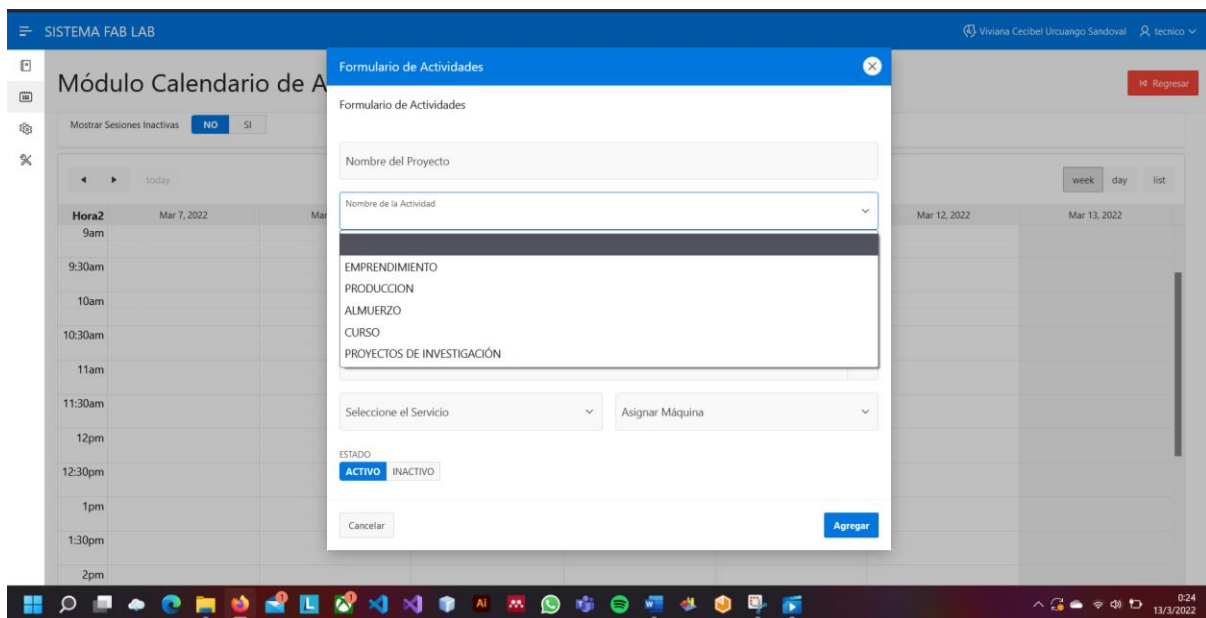 SISTEMA FAB LAB
Viviana Cecibel Urcuango Sandoval tecnico
Módulo Calendario de A
Regresar
Mostrar Sesiones Inactivas NO SI
today
week day list
Hora2 Mar 7, 2022 Mar Mar 12, 2022 Mar 13, 2022
9am
9:30am
10am
10:30am
11am
11:30am
12pm
12:30pm
1pm
1:30pm
2pm
Formulario de Actividades
Formulario de Actividades
Nombre del Proyecto
Nombre de la Actividad
EMPRENDIMIENTO
PRODUCCION
ALMUERZO
CURSO
PROYECTOS DE INVESTIGACIÓN
Seleccione el Servicio Asignar Máquina
ESTADO
ACTIVO INACTIVO
Cancelar Agregar
L Ai
0:24
13/3/2022